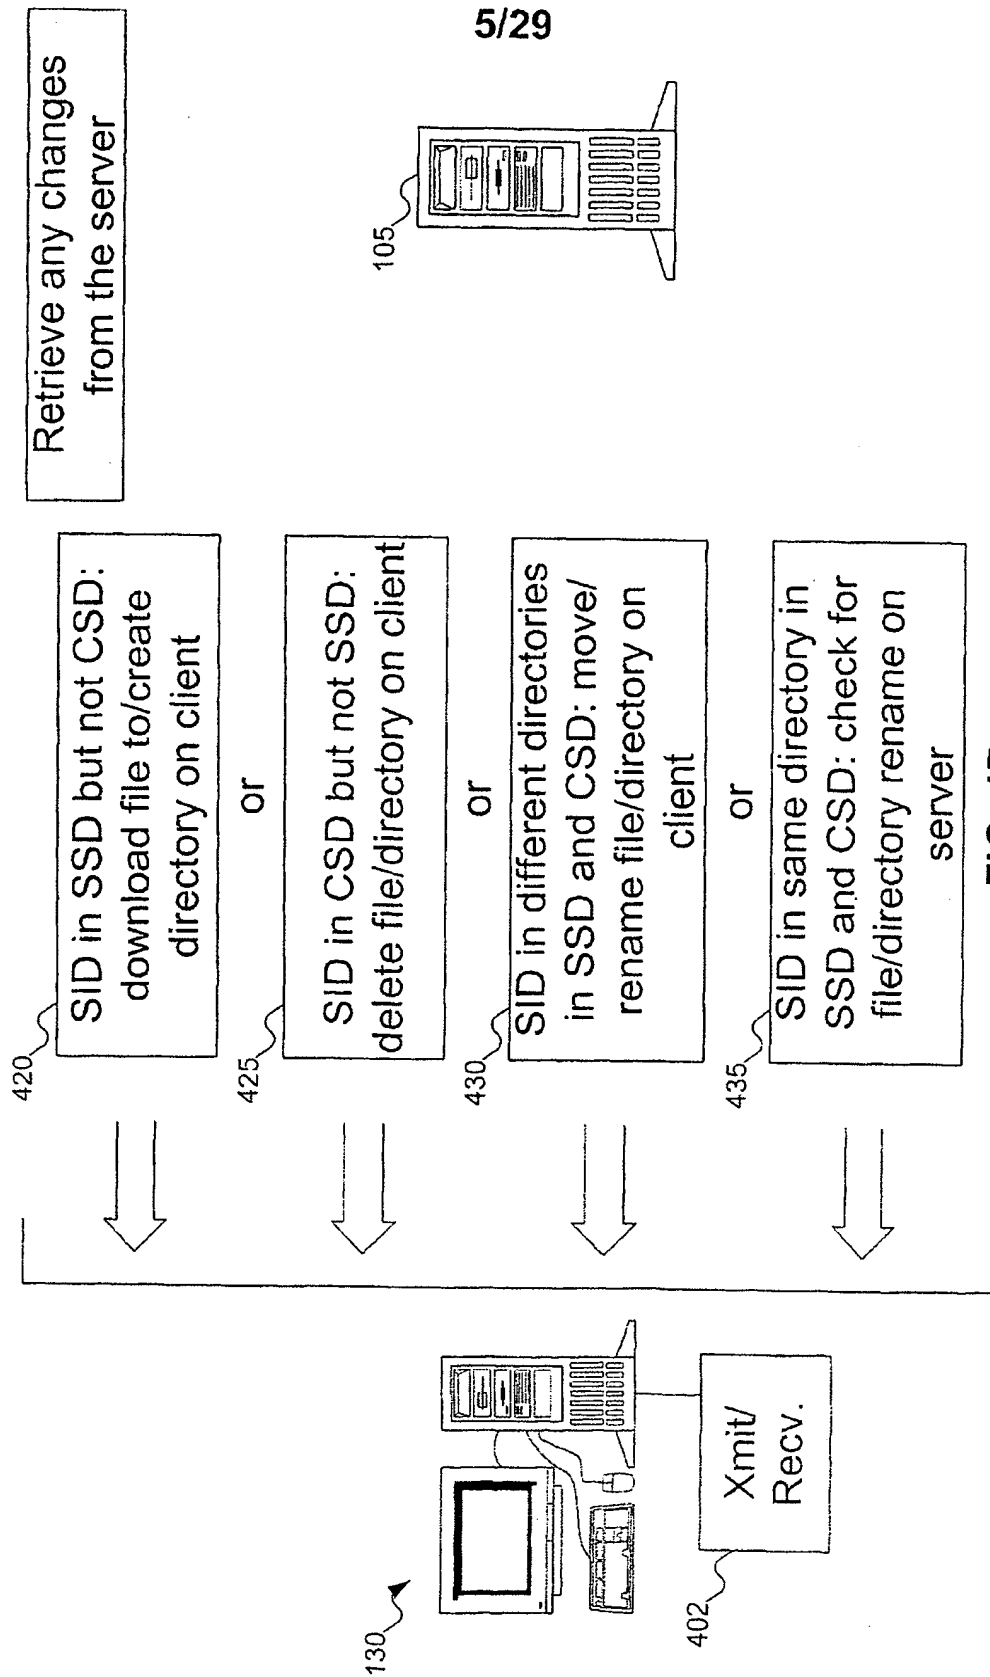 5/29
Retrieve any changes
from the server
105
420
SID in SSD but not CSD:
download file to/create
directory on client
or
425
SID in CSD but not SSD:
delete file/directory on client
or
430
SID in different directories
in SSD and CSD: move/
rename file/directory on
client
or
435
SID in same directory in
SSD and CSD: check for
file/directory rename on
server
130
402
Xmit/
Recv.